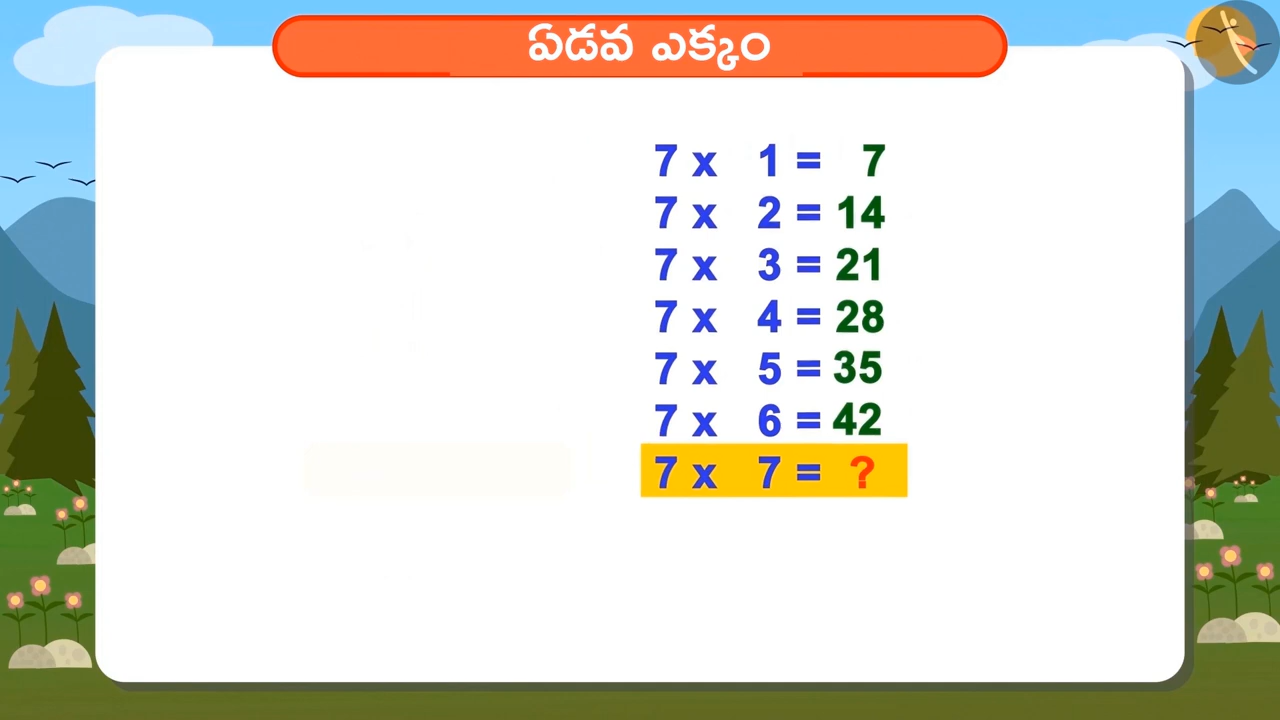 ఏడవ ఎక్కం
7 x 1 = 7
7 x 2 = 14
7 x 3 = 21
7 x 4 = 28
7 x 5 = 35
7 x 6 = 42
7 x 7 = ?